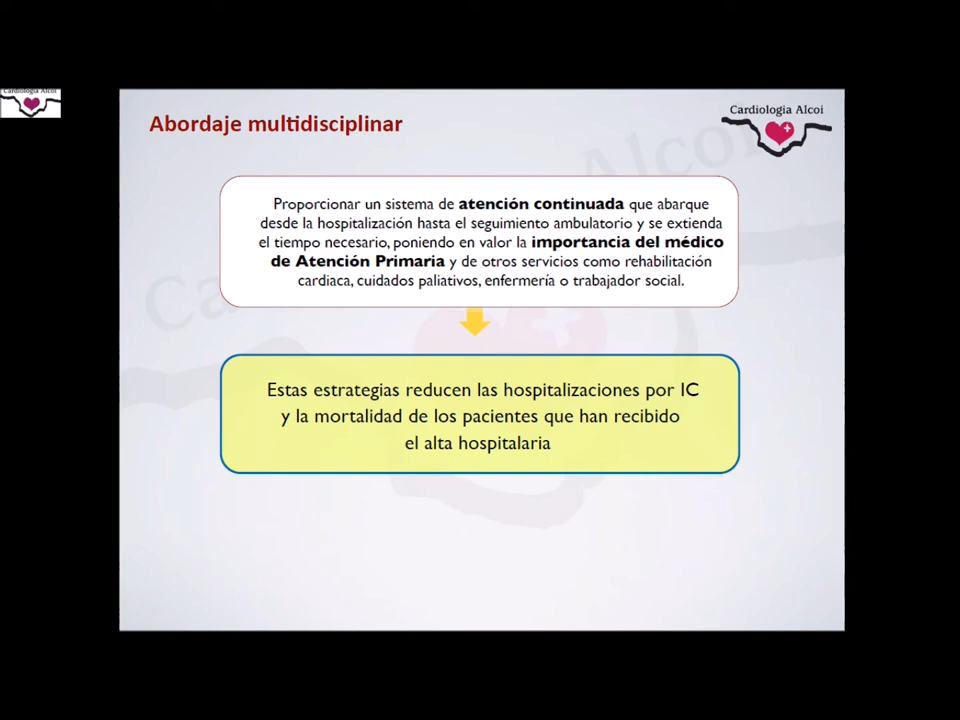 Cardiologia Alcoi
Cardiologia Alcoi
Abordaje multidisciplinar
Proporcionar un sistema de atención continuada que abarque
desde la hospitalización hasta el seguimiento ambulatorio y se extienda
el tiempo necesario, poniendo en valor la importancia del médico
de Atención Primaria y de otros servicios como rehabilitación
cardiaca, cuidados paliativos, enfermería o trabajador social.
Estas estrategias reducen las hospitalizaciones por IC
y la mortalidad de los pacientes que han recibido
el alta hospitalaria